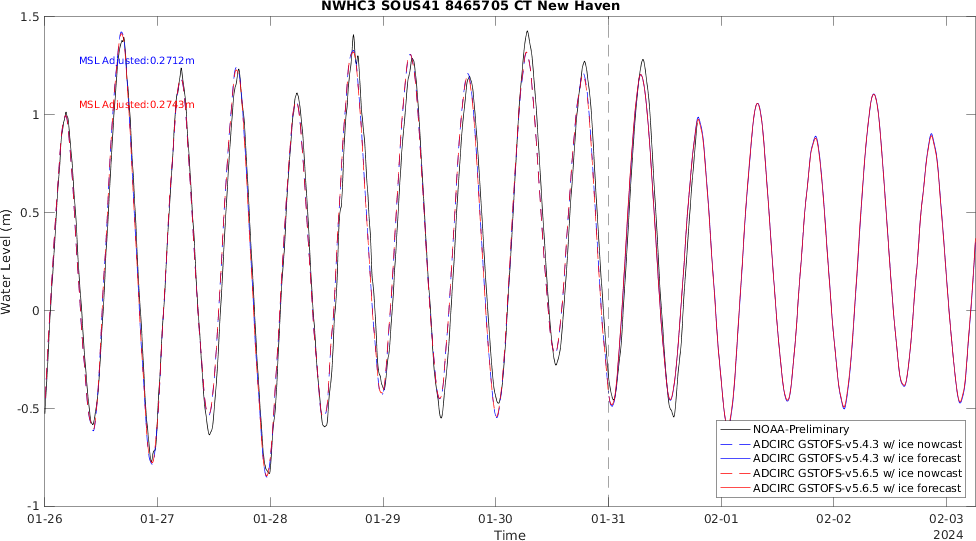 NWHC3 SOUS41 8465705 CT New Haven
1.5
MSL Adjusted:0.2712m
MSL Adjusted:0.2743m
1
0.5
0
-0.5
-1
Water Level (m)
NOAA-Preliminary
ADCIRC GSTOFS-v5.4.3 w/ ice nowcast
ADCIRC GSTOFS-v5.4.3 w/ ice forecast
ADCIRC GSTOFS-v5.6.5 w/ ice nowcast
ADCIRC GSTOFS-v5.6.5 w/ ice forecast
01-26 01-27 01-28 01-29 01-30 01-31 02-01 02-02 02-03
Time
2024